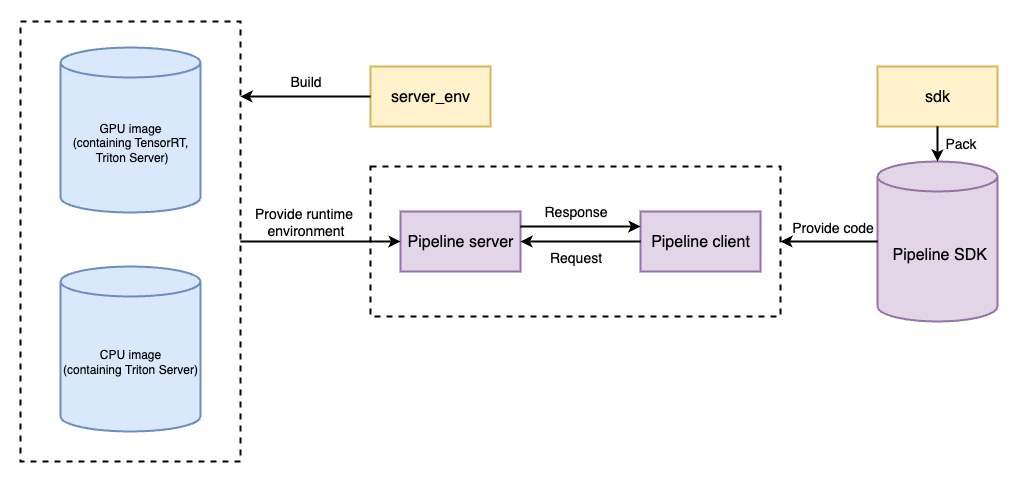 Build
server_env
sdk
GPU image
(containing TensorRT,
Triton Server)
Pack
Provide runtime
environment
Pipeline server
Response
Request
Pipeline client
Provide code
Pipeline SDK
CPU image
(containing Triton Server)